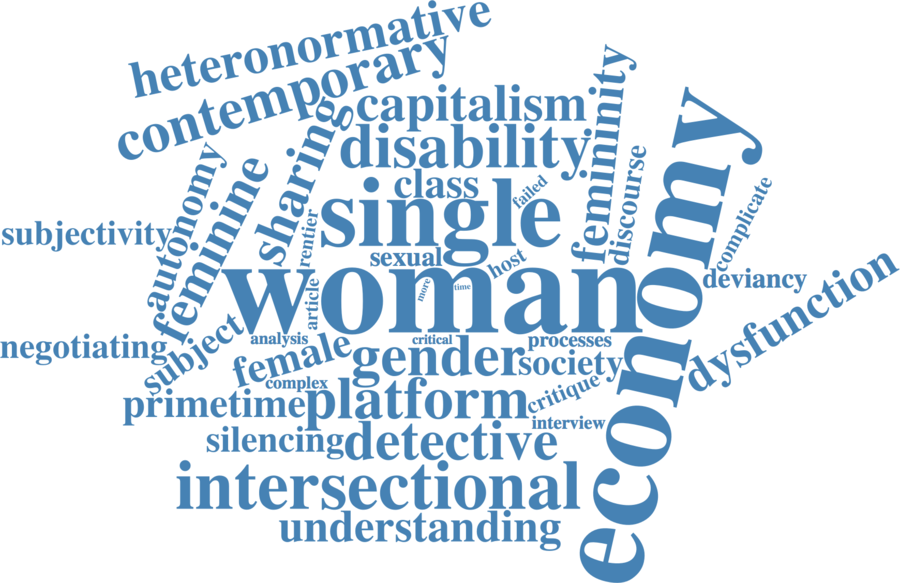 heteronormative
contemporary
capitalism
femininity
sharing
disability
economy
autonomy
feminine
class
failed
discourse
single
complicate
subjectivity
rentier
sexual
host
woman
more
time
deviancy
article
dysfunction
negotiating
subject
analysis
critical
processes
female
gender
society
complex
critique
primetime
platform
interview
silencing
detective
intersectional
understanding